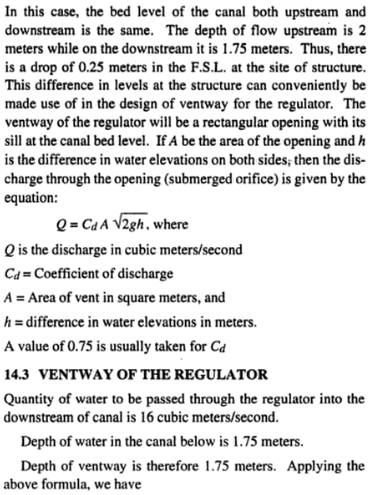 In this case, the bed level of the canal both upstream and
downstream is the same. The depth of flow upstream is 2
meters while on the downstream it is 1.75 meters. Thus, there
is a drop of 0.25 meters in the F.S.L. at the site of structure.
This difference in levels at the structure can conveniently be
made use of in the design of ventway for the regulator. The
ventway of the regulator will be a rectangular opening with its
sill at the canal bed level. If A be the area of the opening and h
is the difference in water elevations on both sides, then the dis-
charge through the opening (submerged orifice) is given by the
equation:
Q = Cd A √2gh, where
Q is the discharge in cubic meters/second
Cd = Coefficient of discharge
A = Area of vent in square meters, and
h = difference in water elevations in meters.
A value of 0.75 is usually taken for Cd
14.3 VENTWAY OF THE REGULATOR
Quantity of water to be passed through the regulator into the
downstream of canal is 16 cubic meters/second.
Depth of water in the canal below is 1.75 meters.
Depth of ventway is therefore 1.75 meters. Applying the
above formula, we have